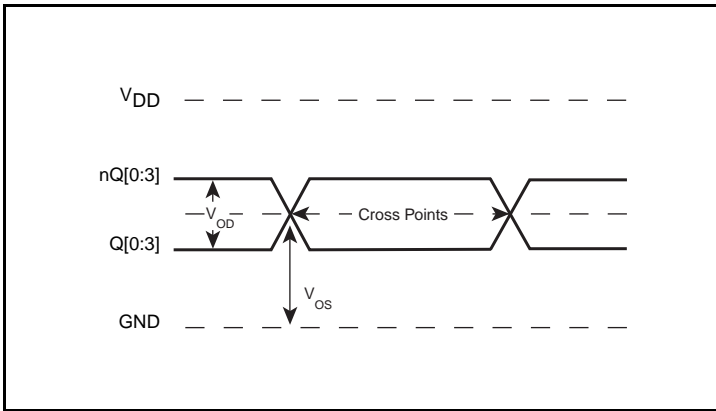 VDD
nQ[0:3]
VOD
Cross Points
Q[0:3]
VOS
GND